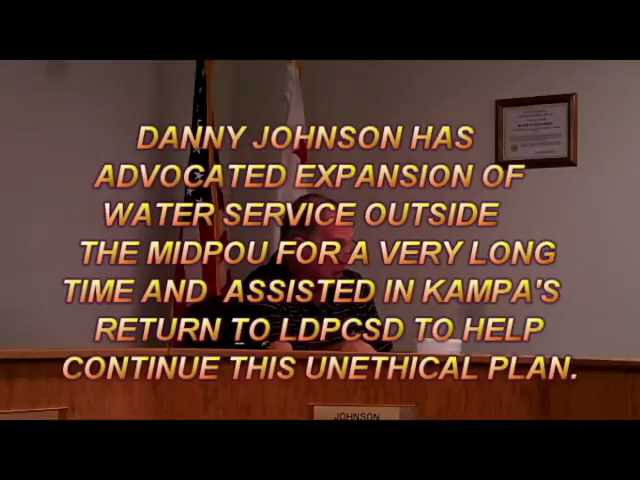 DANNY JOHNSON HAS
ADVOCATED EXPANSION OF
WATER SERVICE OUTSIDE
THE MIDPOU FOR A VERY LONG
TIME AND ASSISTED IN KAMPA'S
RETURN TO LDPCSD TO HELP
CONTINUE THIS UNETHICAL PLAN.
JOHNSON